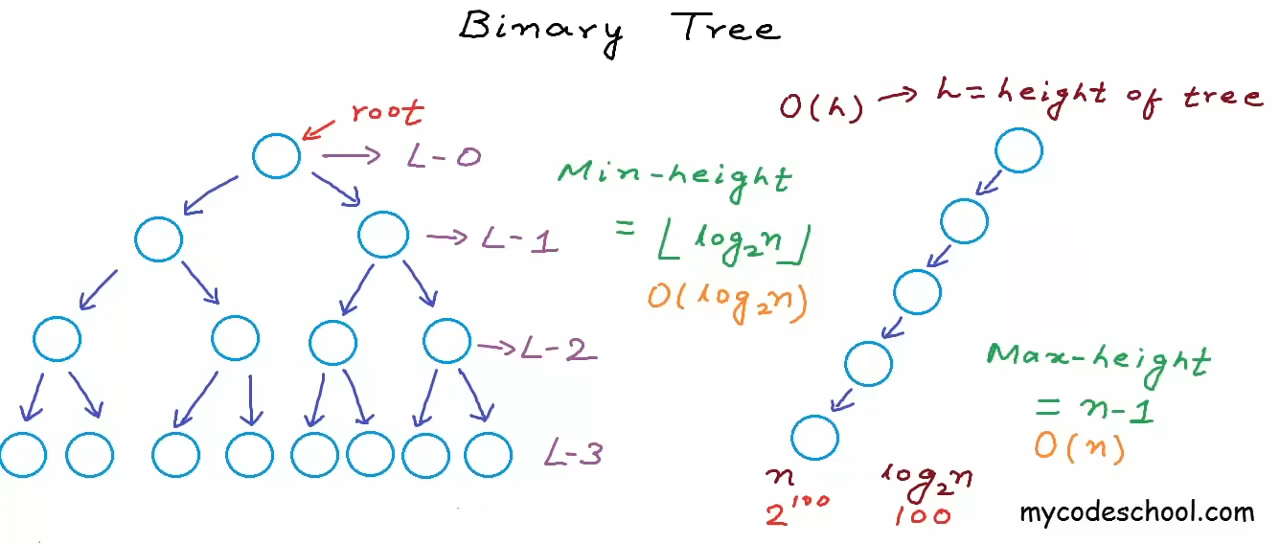 Binary Tree
root
L-0
L-1
L-2
L-3
Min-height
= ⌊log₂n⌋
O(log₂n)
O(h) → h = height of tree
Max-height
= n-1
O(n)
n log₂n
2¹⁰⁰ 100
mycodeschool.com